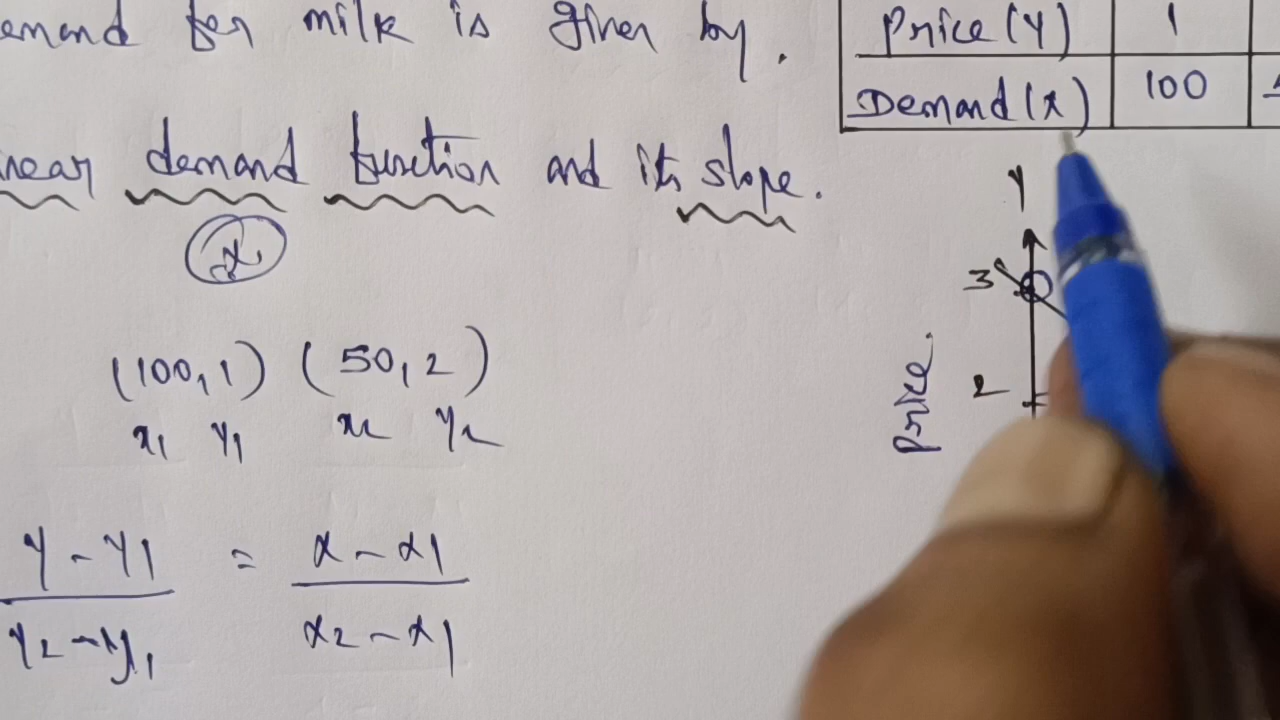 emand for milk is given by.
near demand function and its slope.
x
(100, 1) (50, 2)
x1 y1 x2 y2
y - y1 = x - x1
y2 - y1 x2 - x1
Price (y) 1
Demand (x) 100
y
3
2
Price